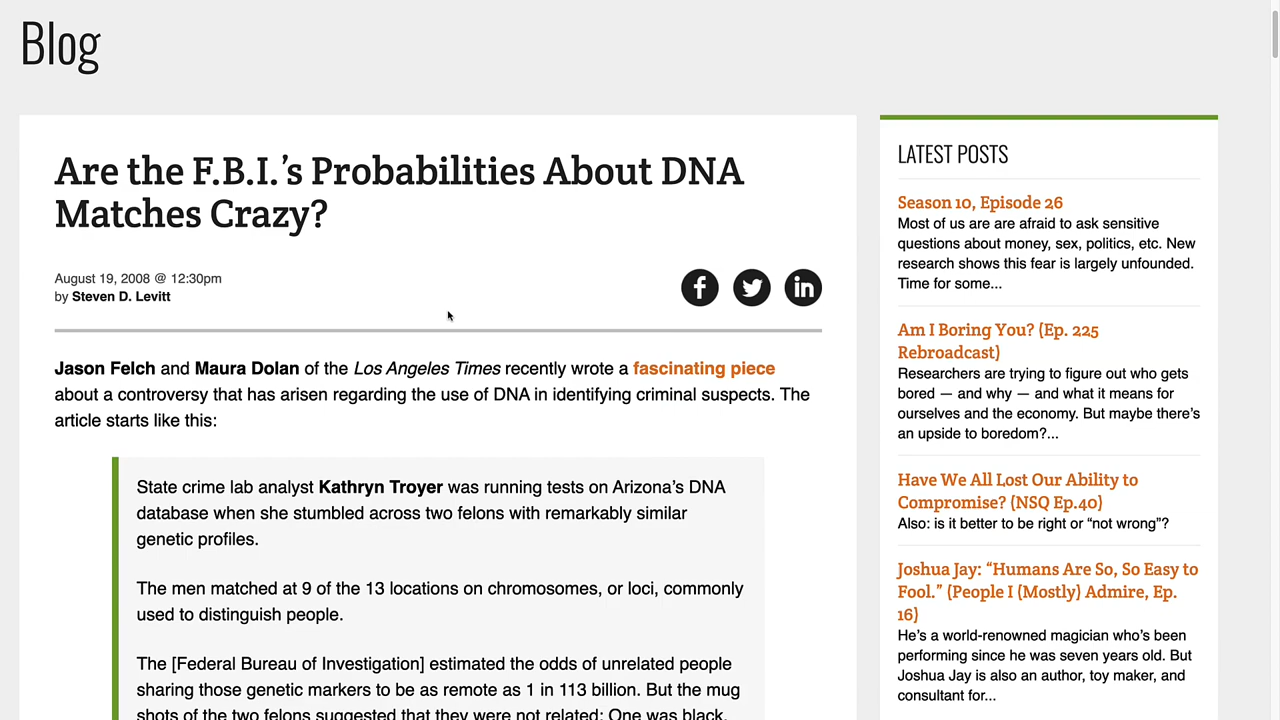 Blog
Are the F.B.I.’s Probabilities About DNA
Matches Crazy?
August 19, 2008 @ 12:30pm
by Steven D. Levitt
Jason Felch and Maura Dolan of the Los Angeles Times recently wrote a fascinating piece
about a controversy that has arisen regarding the use of DNA in identifying criminal suspects. The
article starts like this:
State crime lab analyst Kathryn Troyer was running tests on Arizona’s DNA
database when she stumbled across two felons with remarkably similar
genetic profiles.
The men matched at 9 of the 13 locations on chromosomes, or loci, commonly
used to distinguish people.
The [Federal Bureau of Investigation] estimated the odds of unrelated people
sharing those genetic markers to be as remote as 1 in 113 billion. But the mug
shots of the two felons suggested that they were not related: One was black,
LATEST POSTS
Season 10, Episode 26
Most of us are are afraid to ask sensitive
questions about money, sex, politics, etc. New
research shows this fear is largely unfounded.
Time for some...
Am I Boring You? (Ep. 225
Rebroadcast)
Researchers are trying to figure out who gets
bored — and why — and what it means for
ourselves and the economy. But maybe there’s
an upside to boredom?...
Have We All Lost Our Ability to
Compromise? (NSQ Ep.40)
Also: is it better to be right or “not wrong”?
Joshua Jay: “Humans Are So, So Easy to
Fool.” (People I (Mostly) Admire, Ep.
16)
He’s a world-renowned magician who’s been
performing since he was seven years old. But
Joshua Jay is also an author, toy maker, and
consultant for...